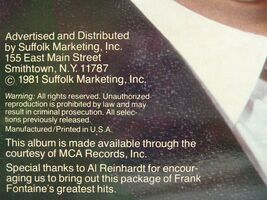 Advertised and Distributed
by Suffolk Marketing, Inc.
155 East Main Street
Smithtown, N.Y. 11787
© 1981 Suffolk Marketing, Inc.
Warning: All rights reserved. Unauthorized
reproduction is prohibited by law and may
result in criminal prosecution. All selec-
tions previously released.
Manufactured/Printed in U.S.A.
This album is made available through the
courtesy of MCA Records, Inc.
Special thanks to Al Reinhardt for encour-
aging us to bring out this package of Frank
Fontaine's greatest hits.